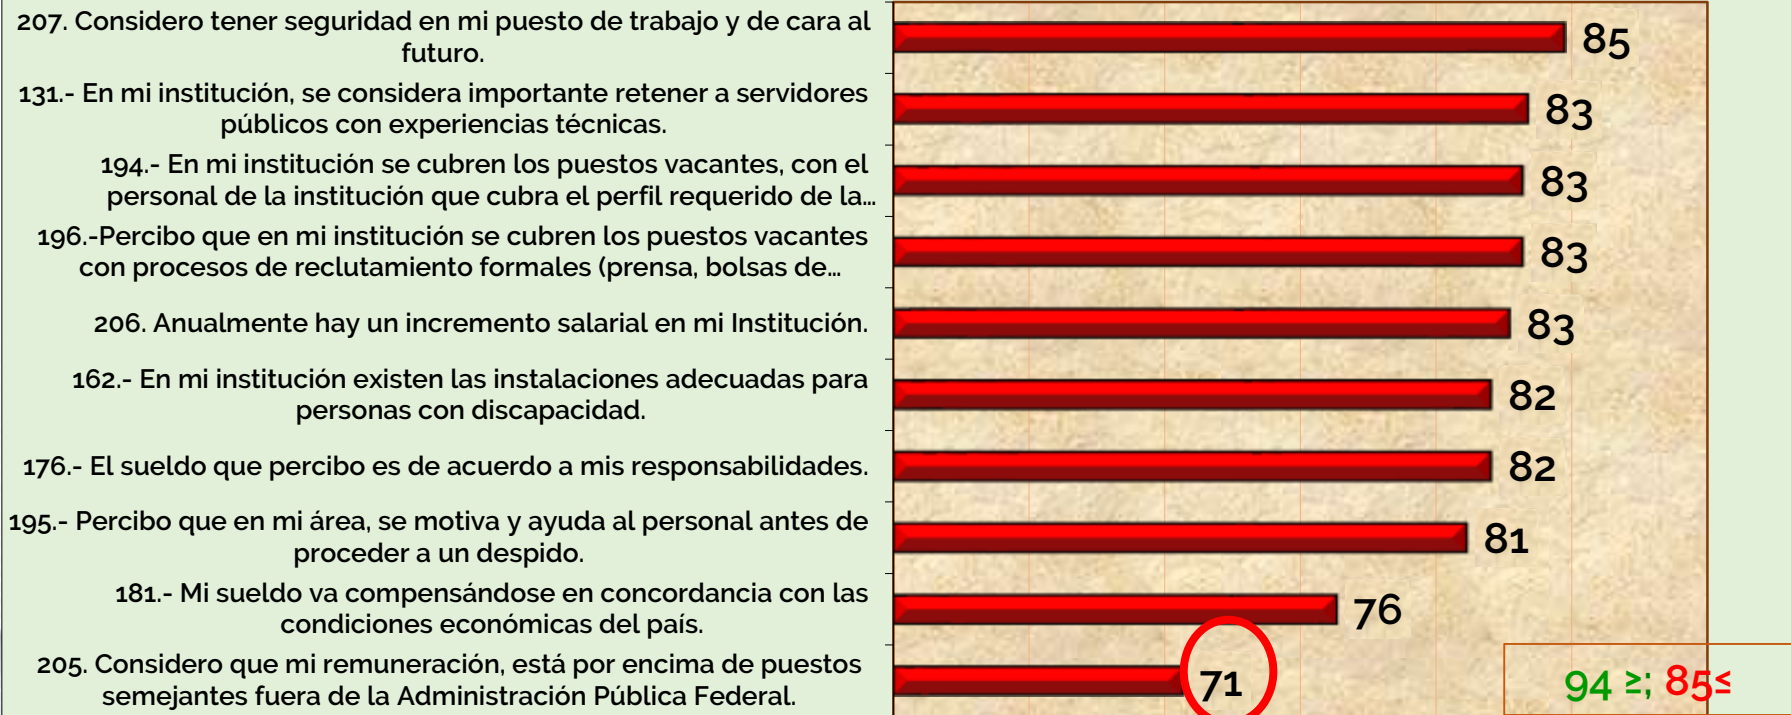 207. Considero tener seguridad en mi puesto de trabajo y de cara al
futuro.
85
131.- En mi institución, se considera importante retener a servidores
públicos con experiencias técnicas.
83
194.- En mi institución se cubren los puestos vacantes, con el
personal de la institución que cubra el perfil requerido de la...
83
196.-Percibo que en mi institución se cubren los puestos vacantes
con procesos de reclutamiento formales (prensa, bolsas de...
83
206. Anualmente hay un incremento salarial en mi Institución.
83
162.- En mi institución existen las instalaciones adecuadas para
personas con discapacidad.
82
176.- El sueldo que percibo es de acuerdo a mis responsabilidades.
82
195.- Percibo que en mi área, se motiva y ayuda al personal antes de
proceder a un despido.
81
181.- Mi sueldo va compensándose en concordancia con las
condiciones económicas del país.
76
205. Considero que mi remuneración, está por encima de puestos
semejantes fuera de la Administración Pública Federal.
71
94 ≥; 85≤